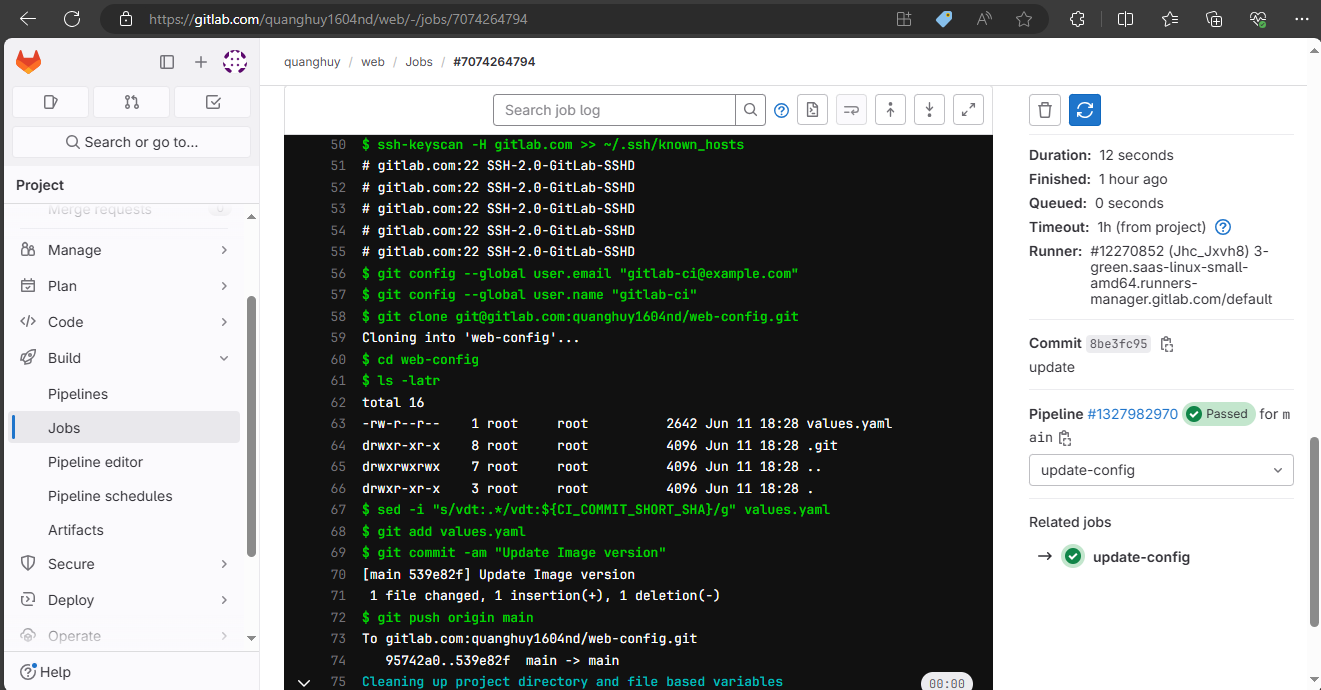 https://gitlab.com/quanghuy1604nd/web/-/jobs/7074264794
Search or go to...
Project
Merge requests 0
Manage
Plan
Code
Build
Pipelines
Jobs
Pipeline editor
Pipeline schedules
Artifacts
Secure
Deploy
Operate
Help
quanghuy / web / Jobs / #7074264794
Search job log
50 $ ssh-keyscan -H gitlab.com >> ~/.ssh/known_hosts
51 # gitlab.com:22 SSH-2.0-GitLab-SSHD
52 # gitlab.com:22 SSH-2.0-GitLab-SSHD
53 # gitlab.com:22 SSH-2.0-GitLab-SSHD
54 # gitlab.com:22 SSH-2.0-GitLab-SSHD
55 # gitlab.com:22 SSH-2.0-GitLab-SSHD
56 $ git config --global user.email "gitlab-ci@example.com"
57 $ git config --global user.name "gitlab-ci"
58 $ git clone git@gitlab.com:quanghuy1604nd/web-config.git
59 Cloning into 'web-config'...
60 $ cd web-config
61 $ ls -latr
62 total 16
63 -rw-r--r-- 1 root root 2642 Jun 11 18:28 values.yaml
64 drwxr-xr-x 8 root root 4096 Jun 11 18:28 .git
65 drwxrwxrwx 7 root root 4096 Jun 11 18:28 ..
66 drwxr-xr-x 3 root root 4096 Jun 11 18:28 .
67 $ sed -i "s/vdt:.*/vdt:${CI_COMMIT_SHORT_SHA}/g" values.yaml
68 $ git add values.yaml
69 $ git commit -am "Update Image version"
70 [main 539e82f] Update Image version
71 1 file changed, 1 insertion(+), 1 deletion(-)
72 $ git push origin main
73 To gitlab.com:quanghuy1604nd/web-config.git
74 95742a0..539e82f main -> main
75 Cleaning up project directory and file based variables 00:00
Duration: 12 seconds
Finished: 1 hour ago
Queued: 0 seconds
Timeout: 1h (from project)
Runner: #12270852 (Jhc_Jxvh8) 3-
green.saas-linux-small-
amd64.runners-
manager.gitlab.com/default
Commit 8be3fc95
update
Pipeline #1327982970 Passed for m
ain
update-config
Related jobs
→ update-config